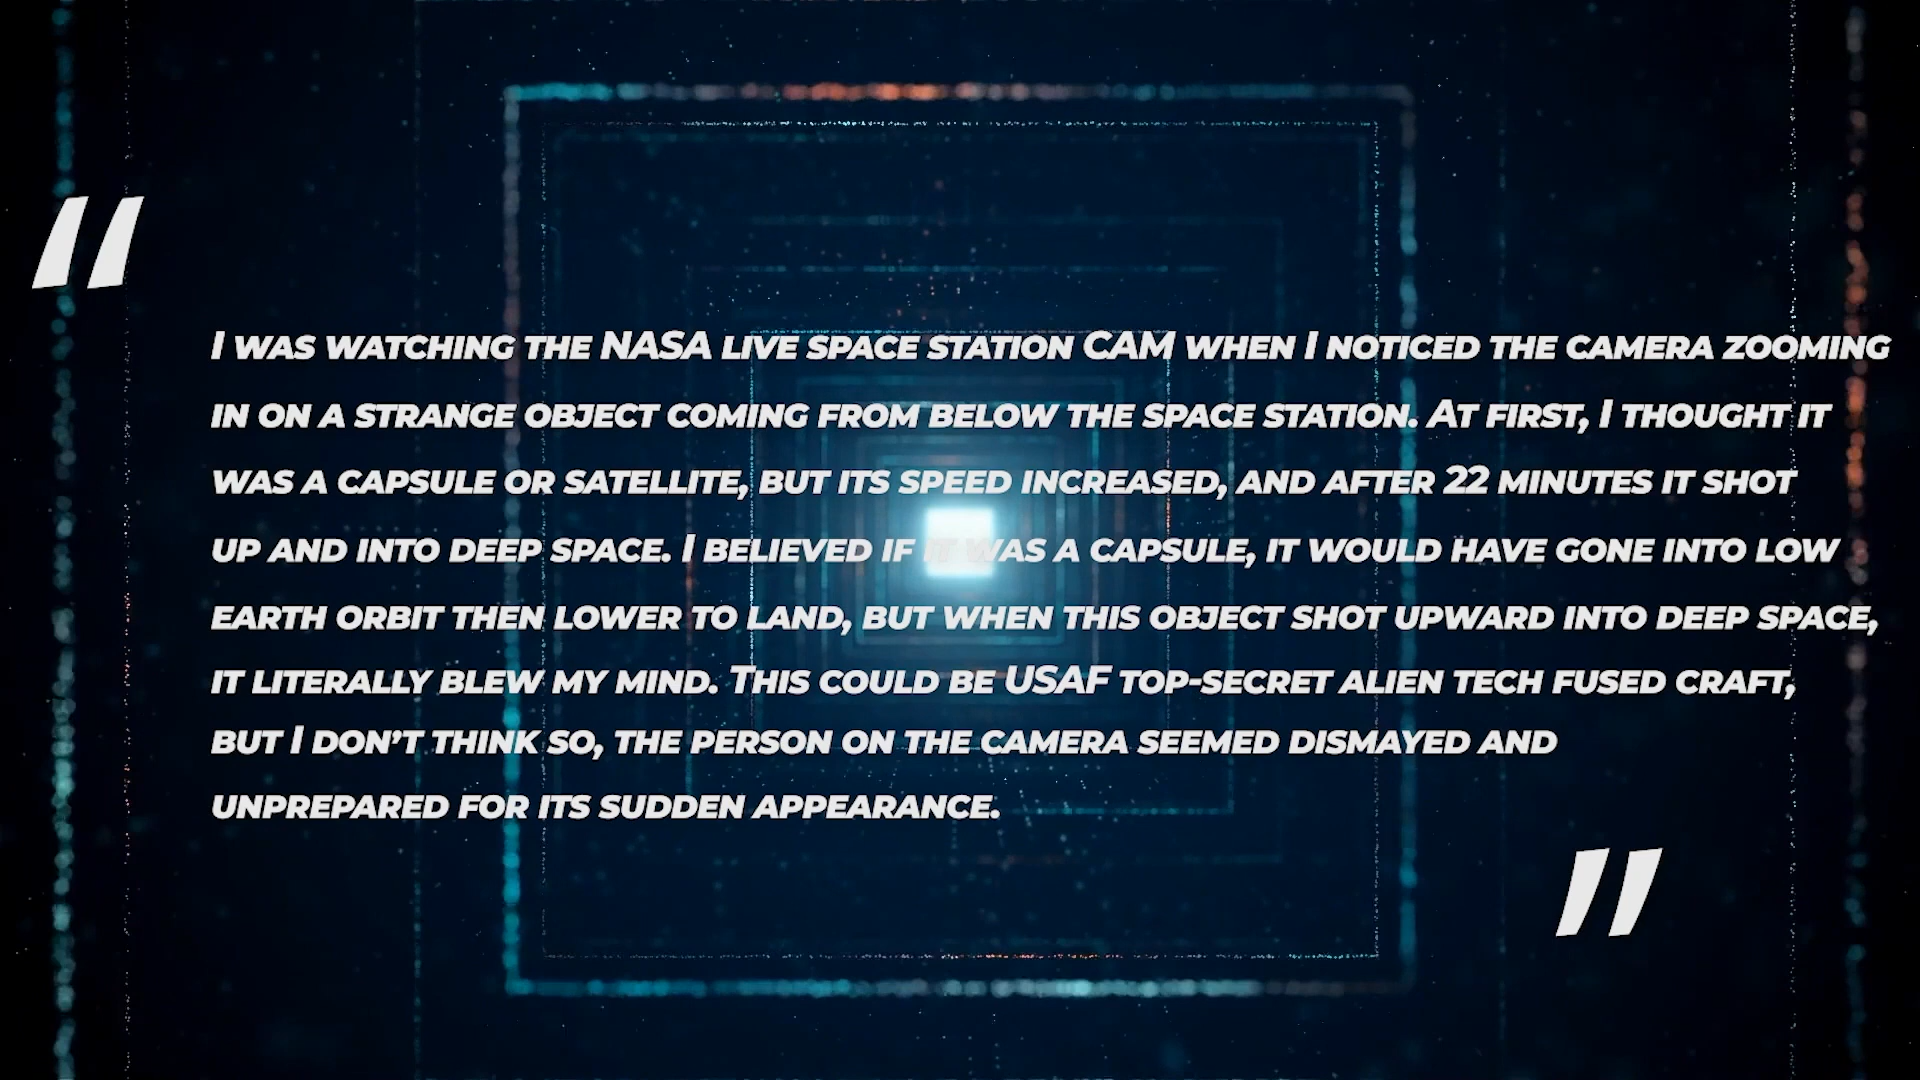 “
I was watching the NASA live space station CAM when I noticed the camera zooming
in on a strange object coming from below the space station. At first, I thought it
was a capsule or satellite, but its speed increased, and after 22 minutes it shot
up and into deep space. I believed if it was a capsule, it would have gone into low
earth orbit then lower to land, but when this object shot upward into deep space,
it literally blew my mind. This could be USAF top-secret alien tech fused craft,
but I don’t think so, the person on the camera seemed dismayed and
unprepared for its sudden appearance.
”